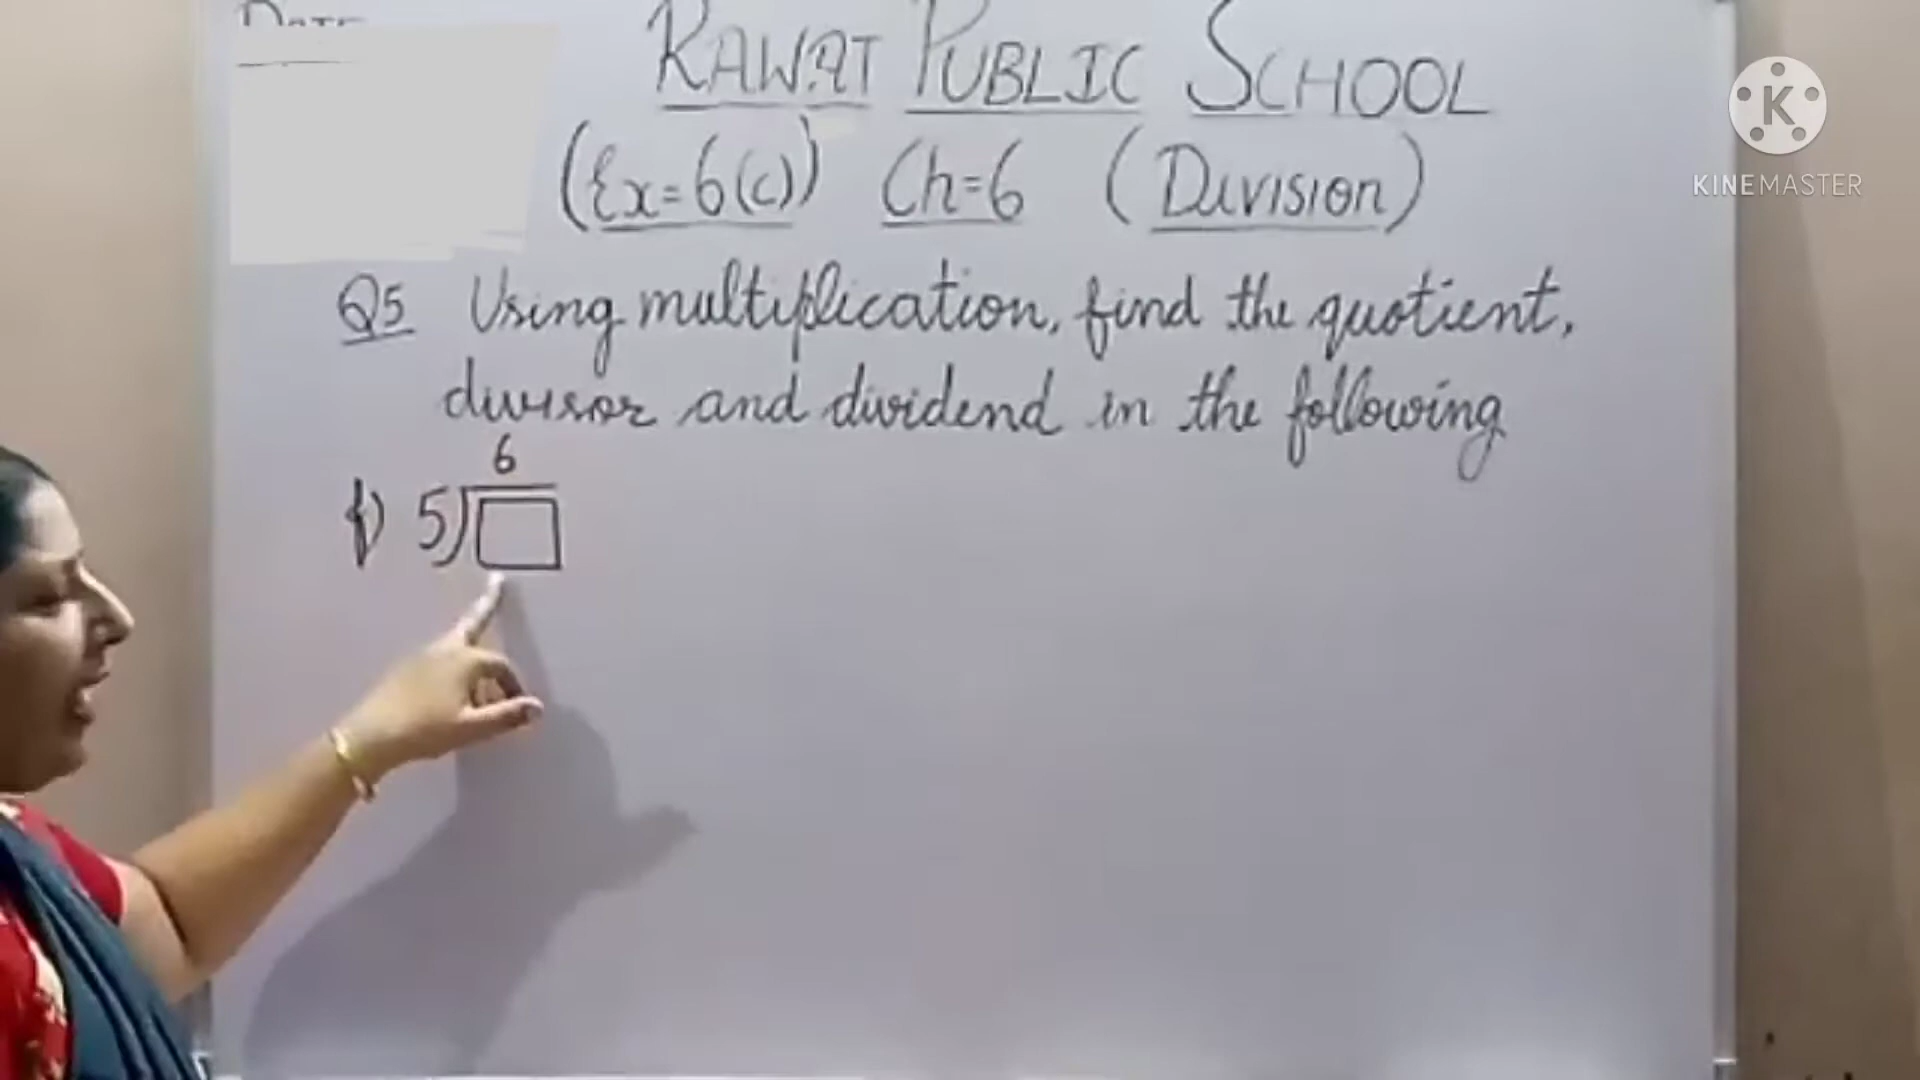 DATE
RAWAT PUBLIC SCHOOL
(Ex=6(c)) Ch=6 (Division)
Q5 Using multiplication, find the quotient,
divisor and dividend in the following
6
f) 5)
K
KINEMASTER